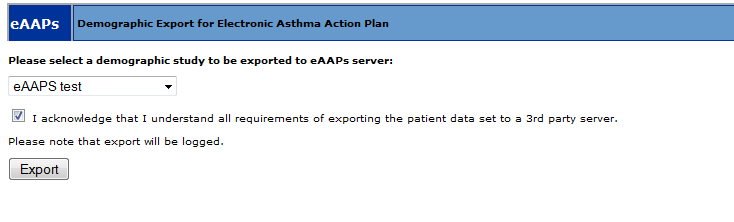 eAAPs Demographic Export for Electronic Asthma Action Plan
Please select a demographic study to be exported to eAAPs server:
eAAPS test
I acknowledge that I understand all requirements of exporting the patient data set to a 3rd party server.
Please note that export will be logged.
Export